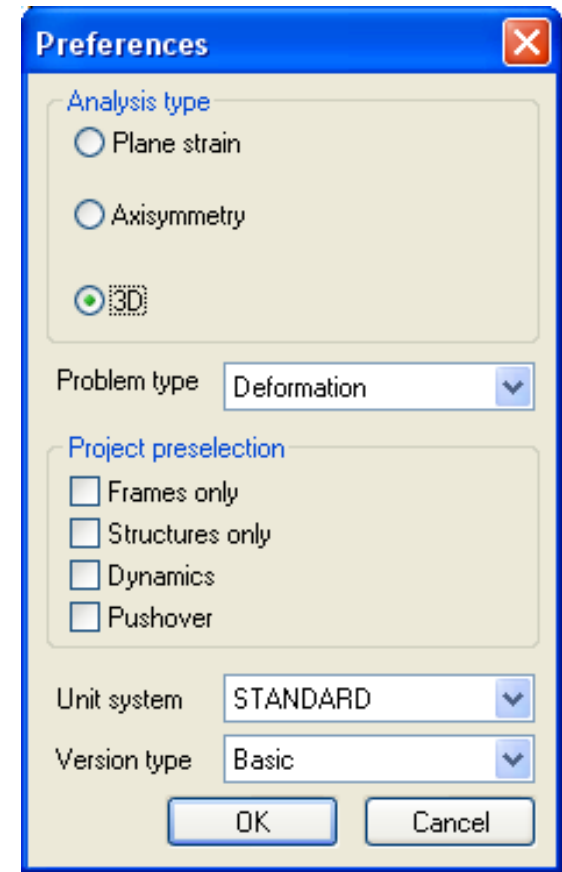 Preferences
Analysis type
Plane strain
Axisymmetry
3D
Problem type Deformation
Project preselection
Frames only
Structures only
Dynamics
Pushover
Unit system STANDARD
Version type Basic
OK Cancel